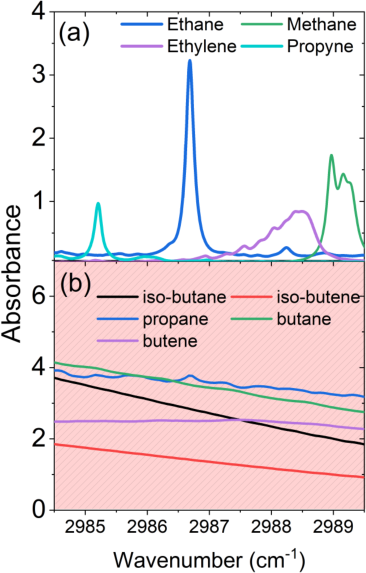 (a)
Ethane
Methane
Ethylene
Propyne
4
3
2
1
Absorbance
(b)
iso-butane
iso-butene
propane
butane
butene
6
4
2
0
2985 2986 2987 2988 2989
Wavenumber (cm⁻¹)